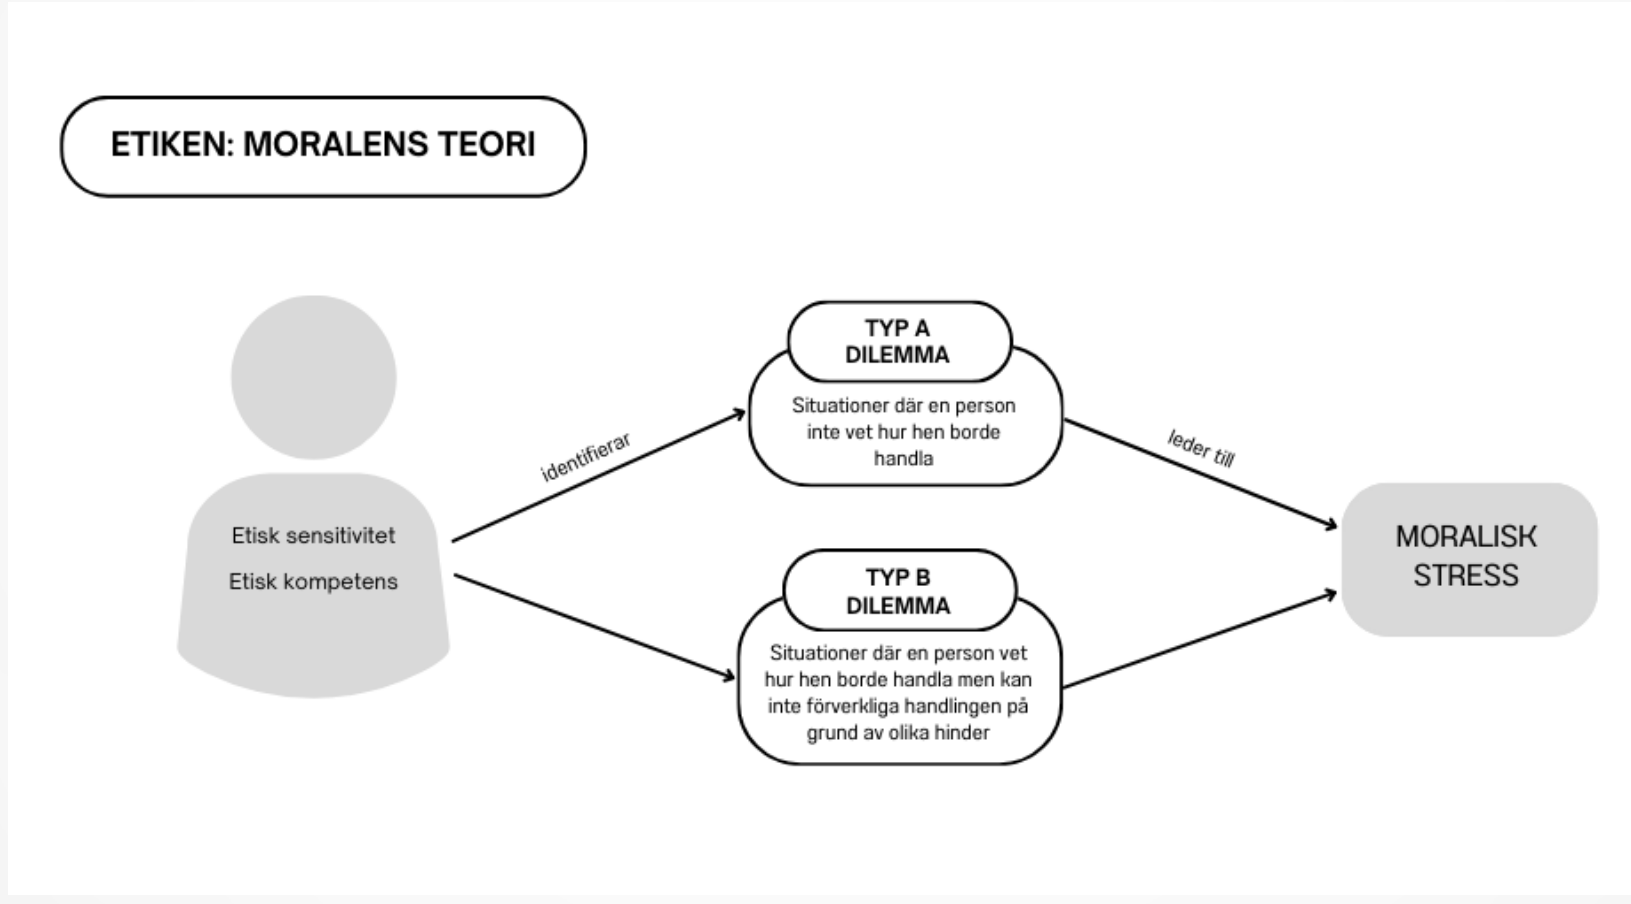 ETIKEN: MORALENS TEORI
Etisk sensitivitet
Etisk kompetens
identifierar
TYP A
DILEMMA
Situationer där en person
inte vet hur hen borde
handla
TYP B
DILEMMA
Situationer där en person vet
hur hen borde handla men kan
inte förverkliga handlingen på
grund av olika hinder
leder till
MORALISK
STRESS